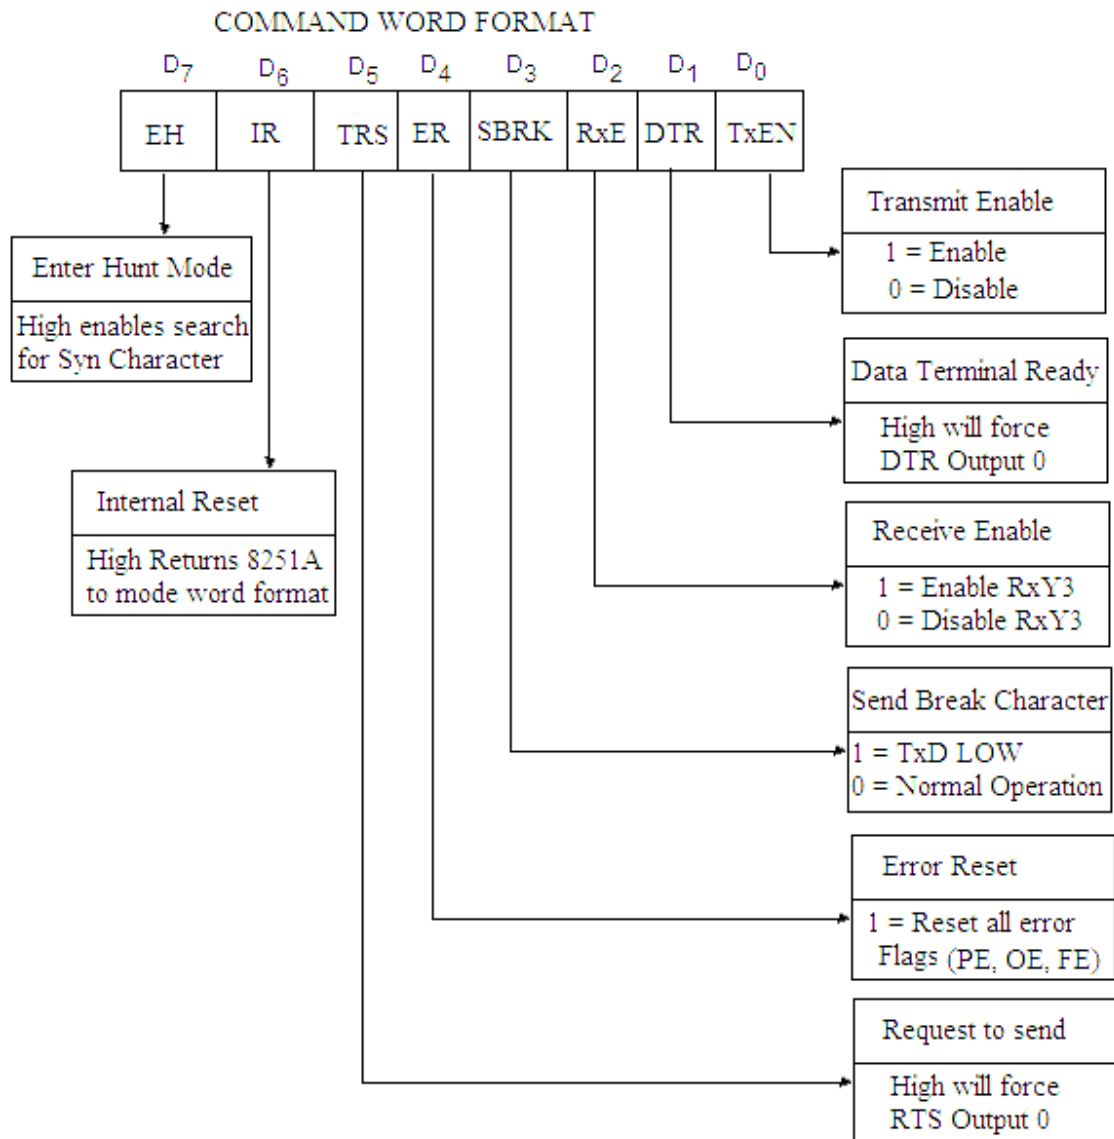 COMMAND WORD FORMAT
D7 D6 D5 D4 D3 D2 D1 D0
EH IR TRS ER SBRK RxE DTR TxEN
Transmit Enable
1 = Enable
0 = Disable
Enter Hunt Mode
High enables search
for Syn Character
Data Terminal Ready
High will force
DTR Output 0
Internal Reset
High Returns 8251A
to mode word format
Receive Enable
1 = Enable RxY3
0 = Disable RxY3
Send Break Character
1 = TxD LOW
0 = Normal Operation
Error Reset
1 = Reset all error
Flags (PE, OE, FE)
Request to send
High will force
RTS Output 0